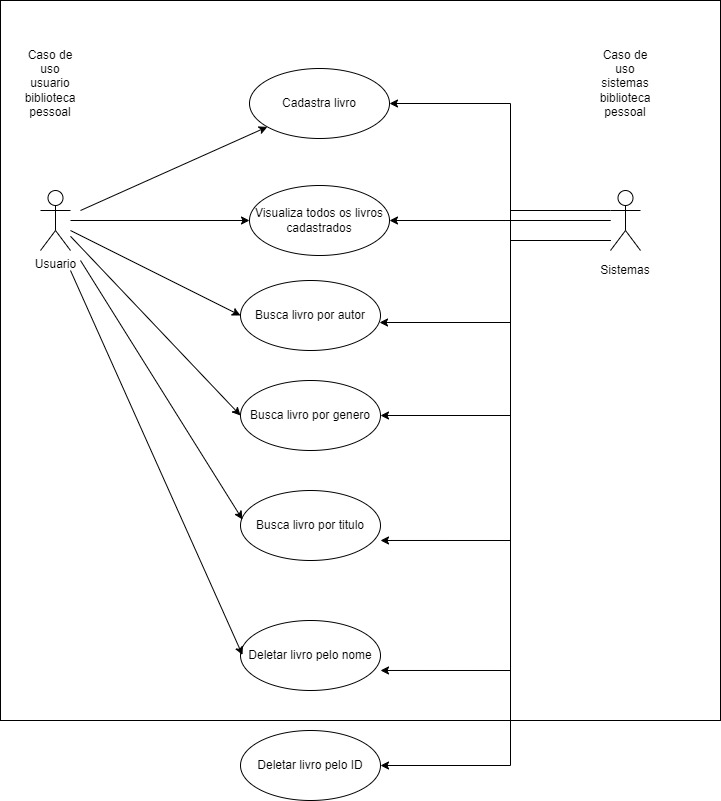 Caso de
uso
usuario
biblioteca
pessoal
Caso de
uso
sistemas
biblioteca
pessoal
Cadastra livro
Visualiza todos os livros
cadastrados
Usuario
Sistemas
Busca livro por autor
Busca livro por genero
Busca livro por titulo
Deletar livro pelo nome
Deletar livro pelo ID